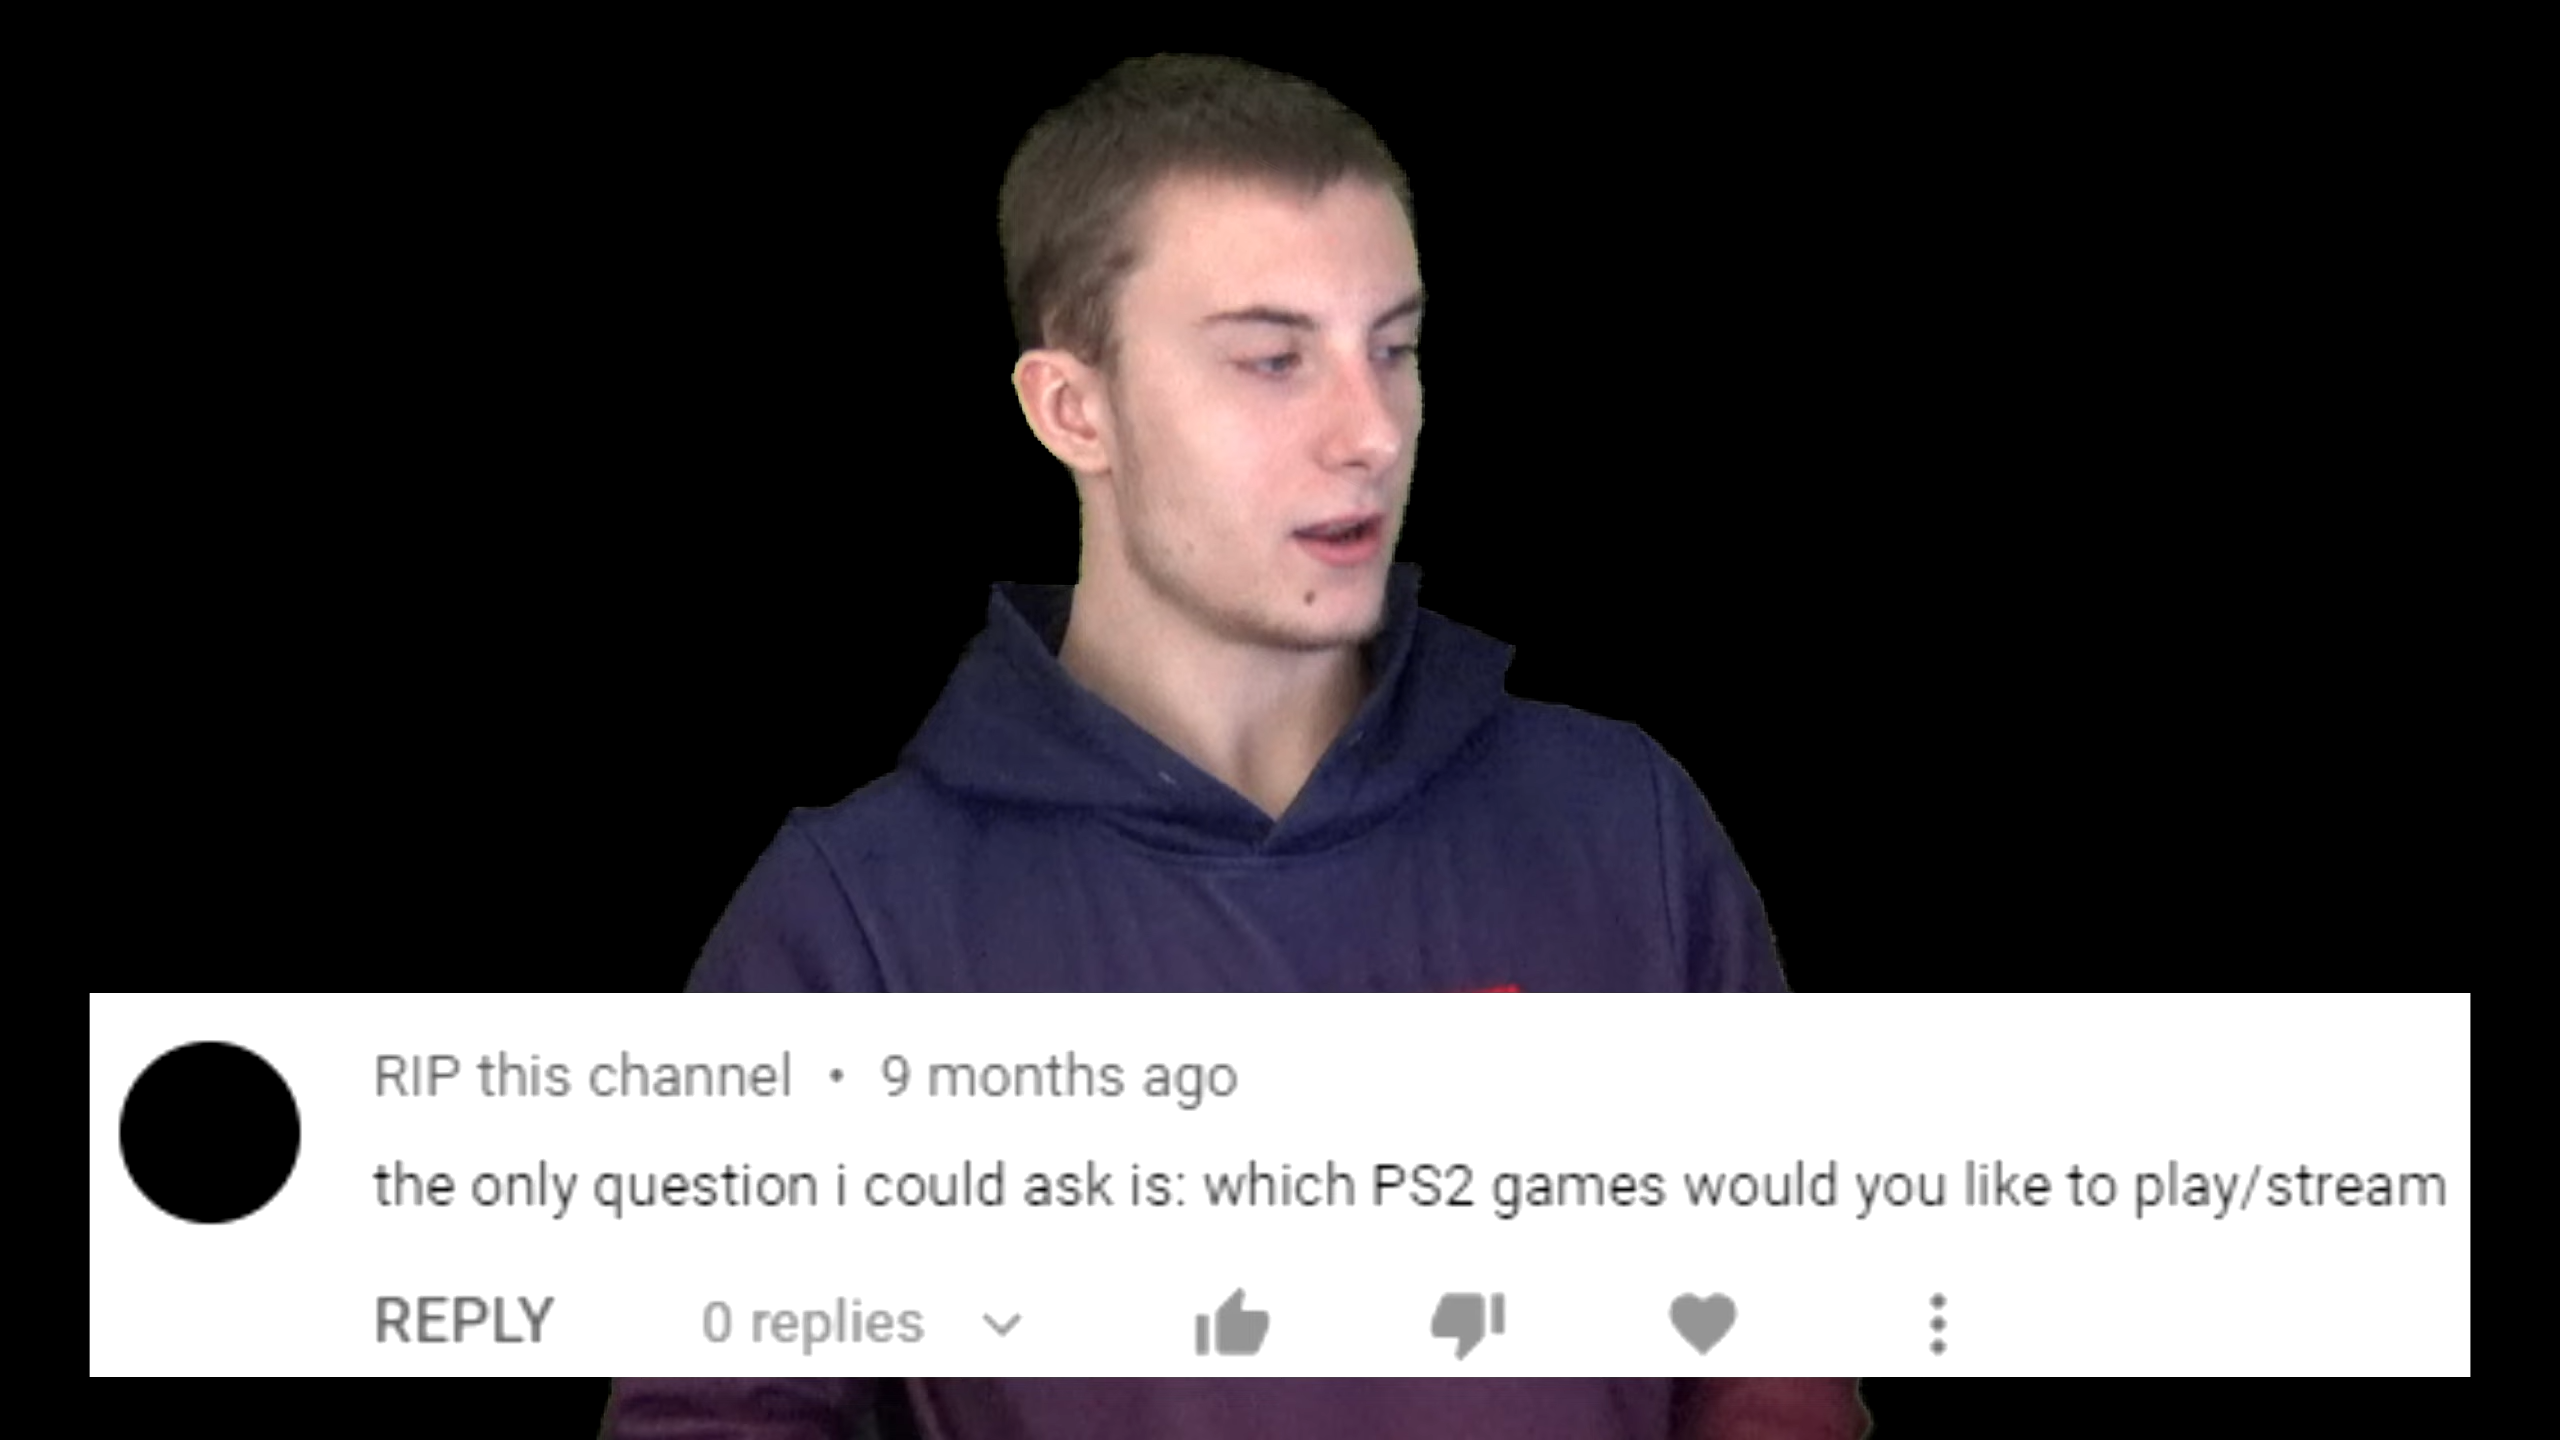 RIP this channel • 9 months ago
the only question i could ask is: which PS2 games would you like to play/stream
REPLY 0 replies